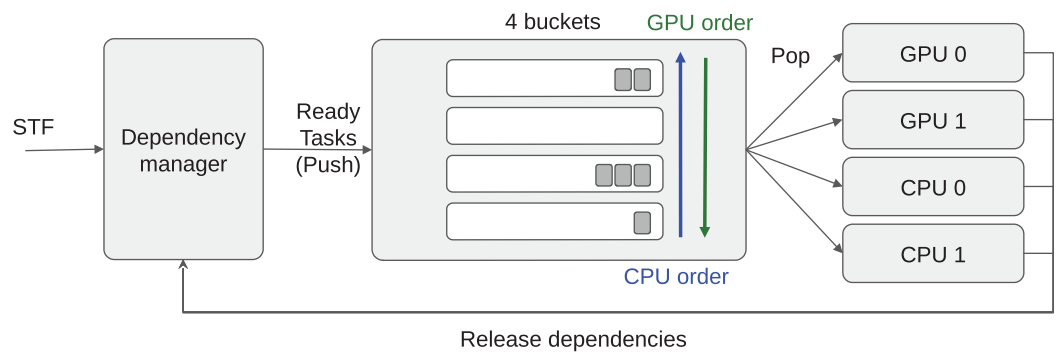 4 buckets
GPU order
STF
Dependency
manager
Ready
Tasks
(Push)
Pop
GPU 0
GPU 1
CPU 0
CPU 1
CPU order
Release dependencies